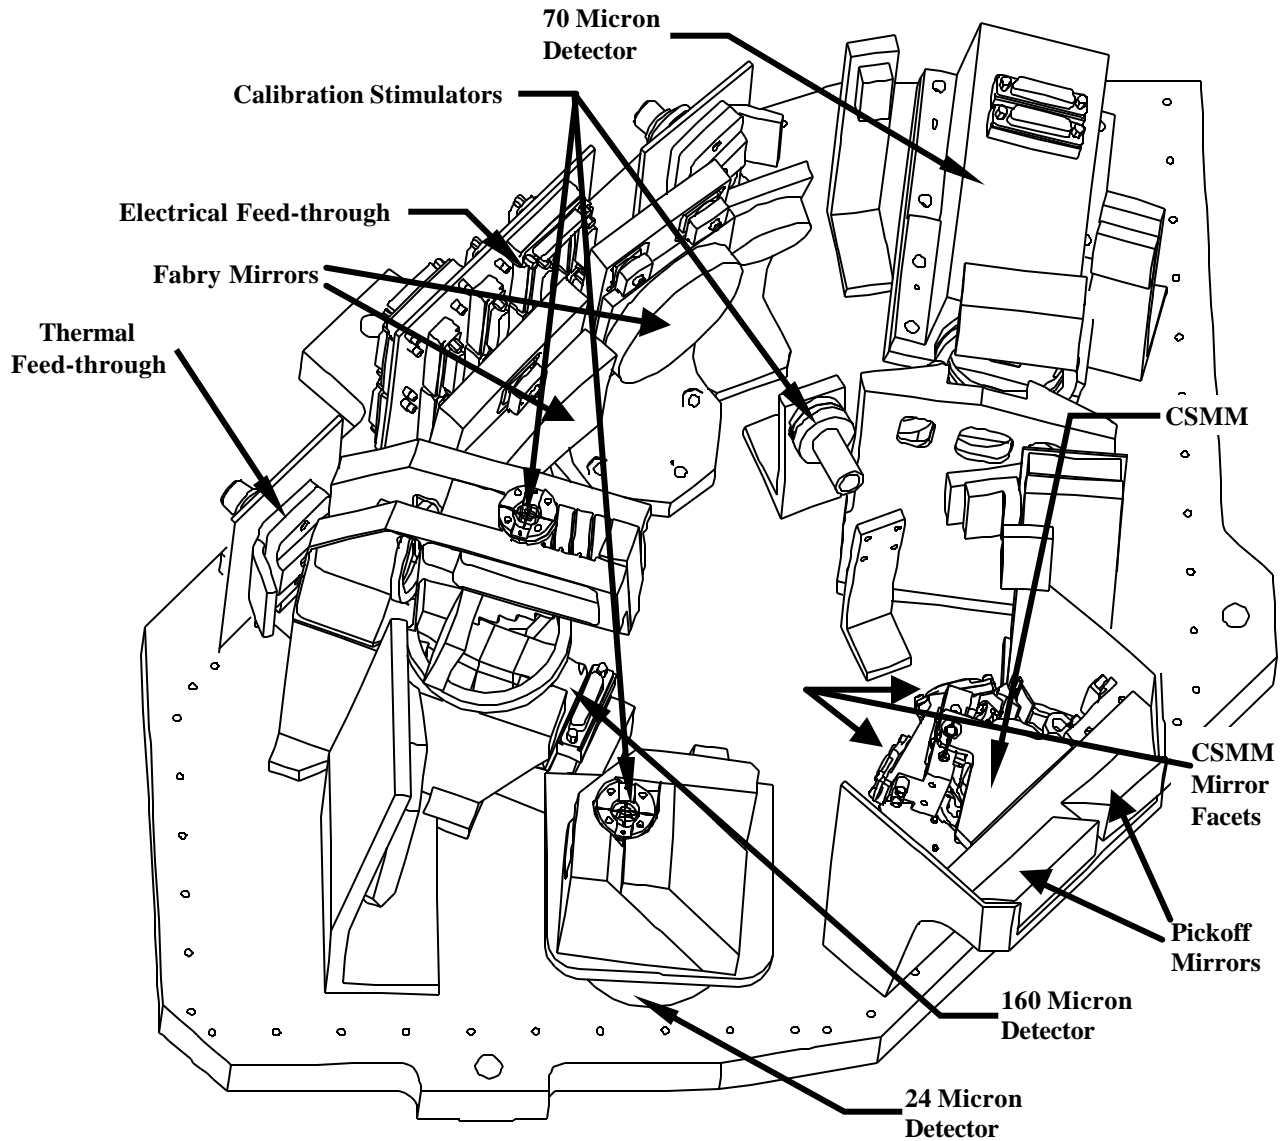 70 Micron
Detector
Calibration Stimulators
Electrical Feed-through
Fabry Mirrors
Thermal
Feed-through
CSMM
CSMM
Mirror
Facets
Pickoff
Mirrors
160 Micron
Detector
24 Micron
Detector